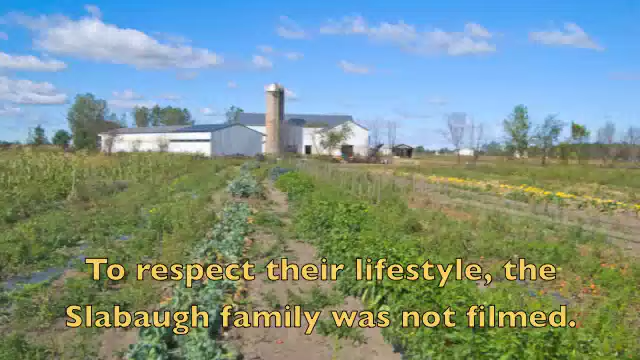 To respect their lifestyle, the
Slabaugh family was not filmed.